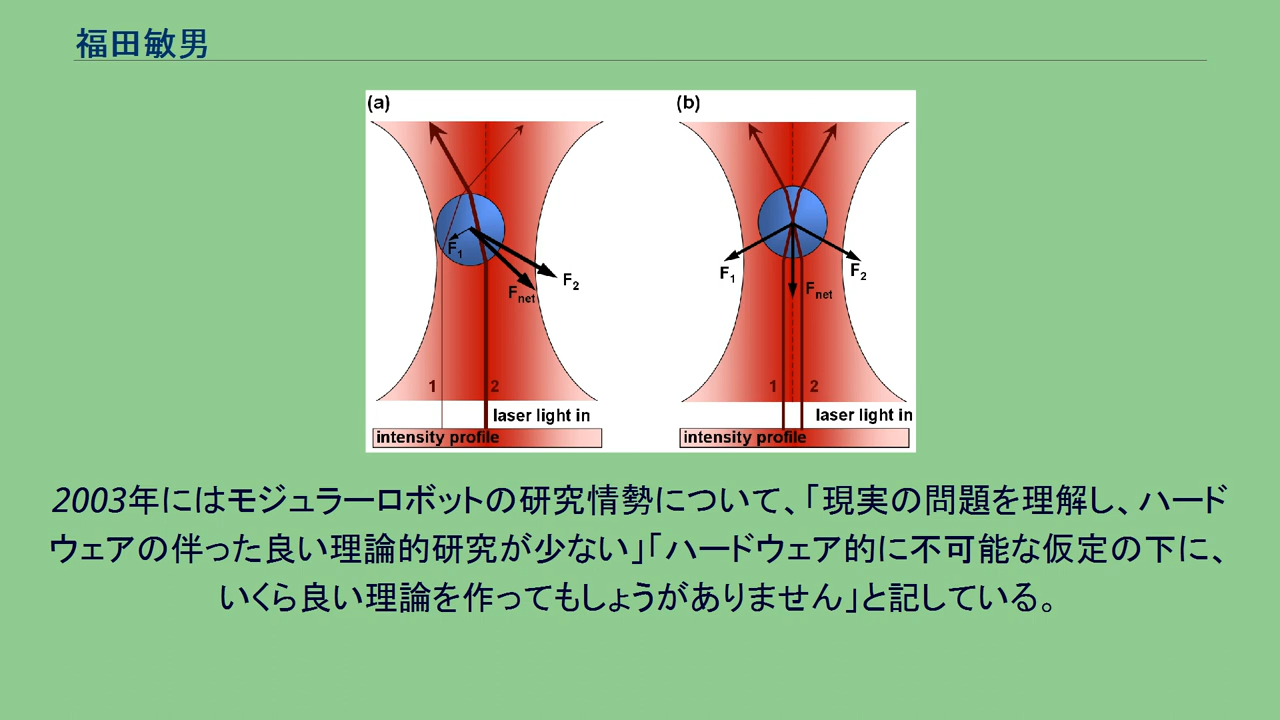 福田敏男
(a)
(b)
F1
F2
Fnet
F1
F2
Fnet
1
2
1
2
laser light in
laser light in
intensity profile
intensity profile
2003年にはモジュラーロボットの研究情勢について、「現実の問題を理解し、ハード
ウェアの伴った良い理論的研究が少ない」「ハードウェア的に不可能な仮定の下に、
いくら良い理論を作ってもしょうがありません」と記している。